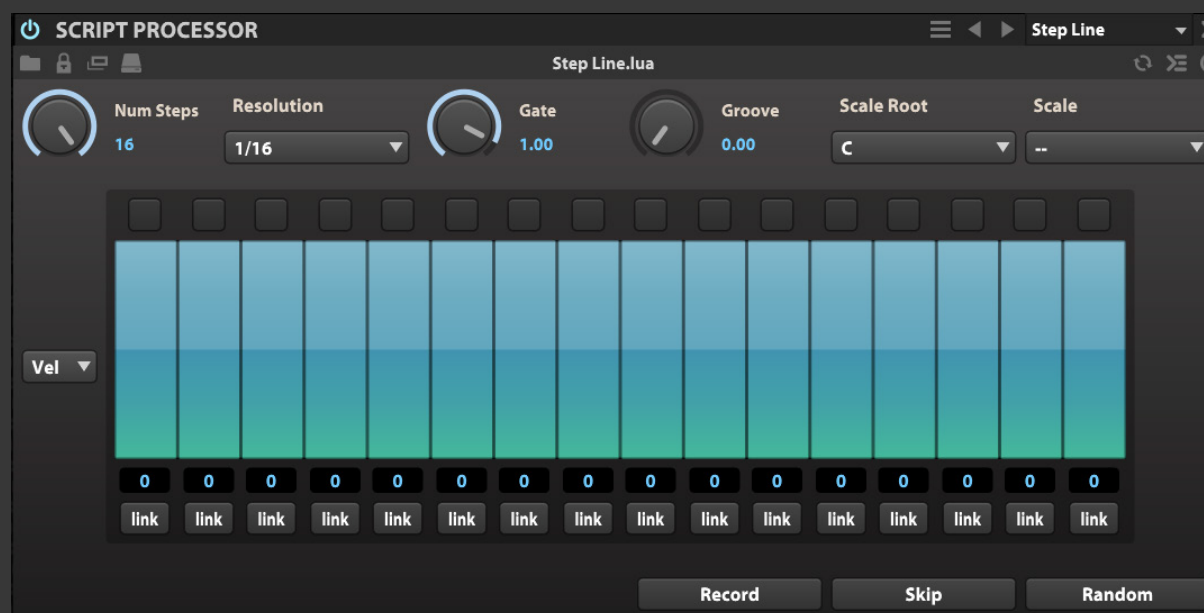 SCRIPT PROCESSOR
Step Line
Step Line.lua
Num Steps
16
Resolution
1/16
Gate
1.00
Groove
0.00
Scale Root
C
Scale
--
Vel
0 0 0 0 0 0 0 0 0 0 0 0 0 0 0 0
link link link link link link link link link link link link link link link link
Record Skip Random